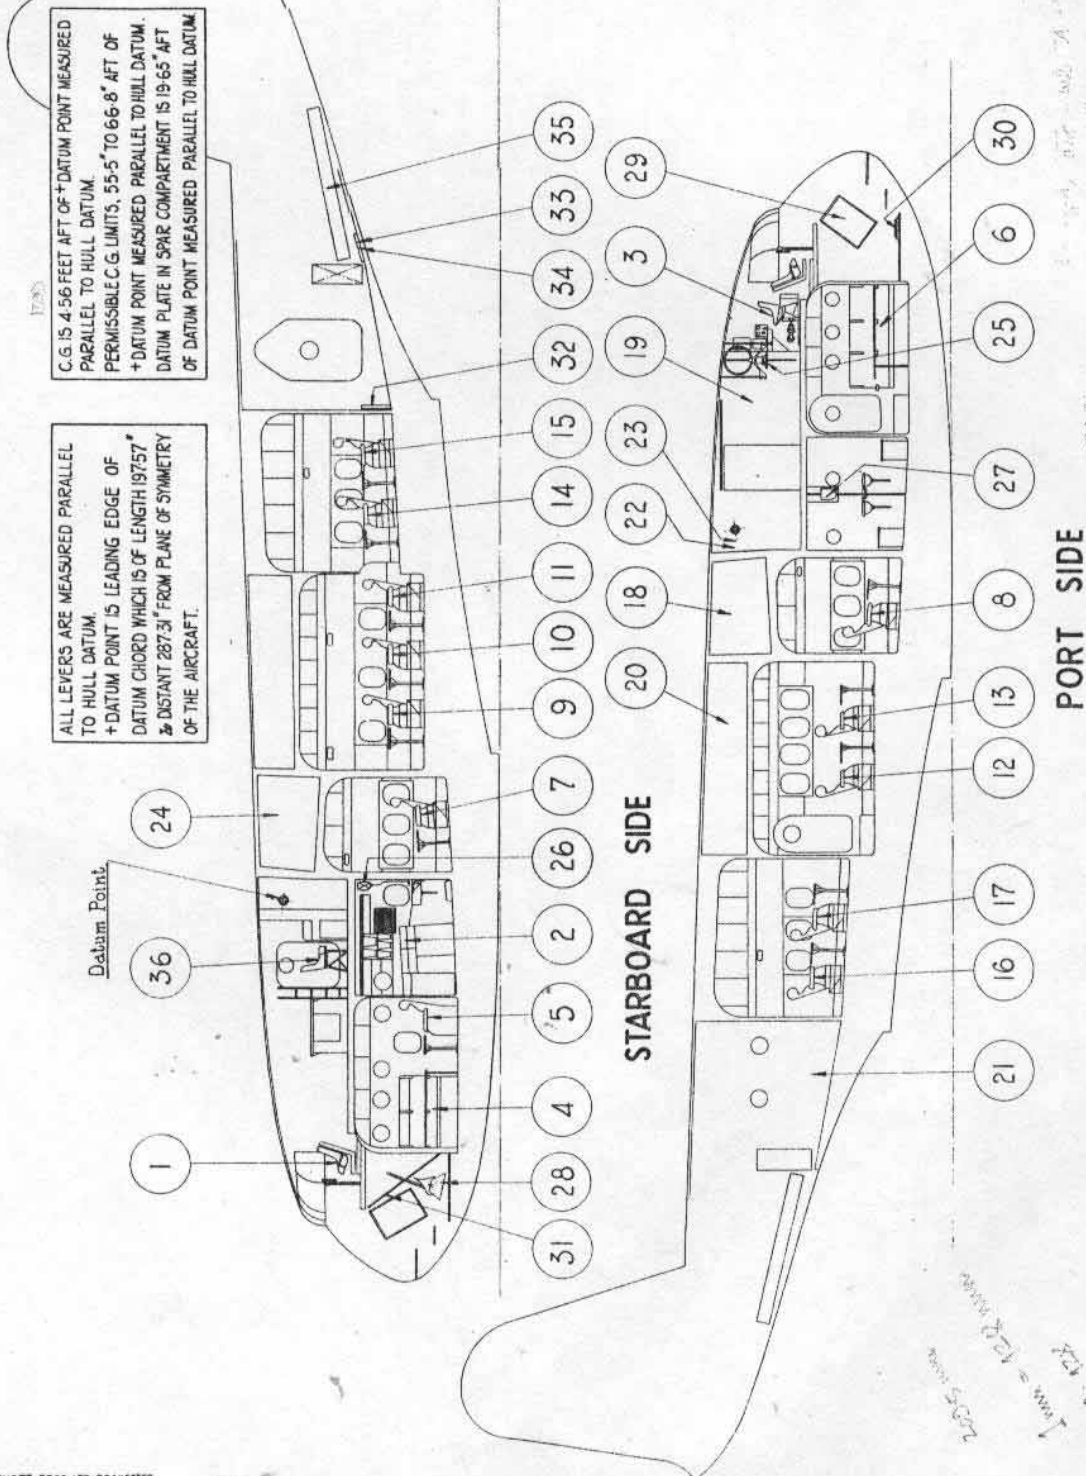 ALL LEVERS ARE MEASURED PARALLEL
TO HULL DATUM.
+ DATUM POINT IS LEADING EDGE OF
DATUM CHORD WHICH IS OF LENGTH 197.57"
& DISTANT 287.31" FROM PLANE OF SYMMETRY
OF THE AIRCRAFT.
C.G. IS 4.56 FEET AFT OF + DATUM POINT MEASURED
PARALLEL TO HULL DATUM.
PERMISSIBLE C.G. LIMITS, 55.5" TO 66.8" AFT OF
+ DATUM POINT MEASURED PARALLEL TO HULL DATUM.
DATUM PLATE IN SPAR COMPARTMENT IS 19.65" AFT
OF DATUM POINT MEASURED PARALLEL TO HULL DATUM
Datum Point
1
36
24
31
28
4
5
2
26
7
9
10
11
14
15
32
34
33
35
STARBOARD SIDE
20
18
22
23
19
3
29
21
16
17
12
13
8
27
25
6
30
PORT SIDE